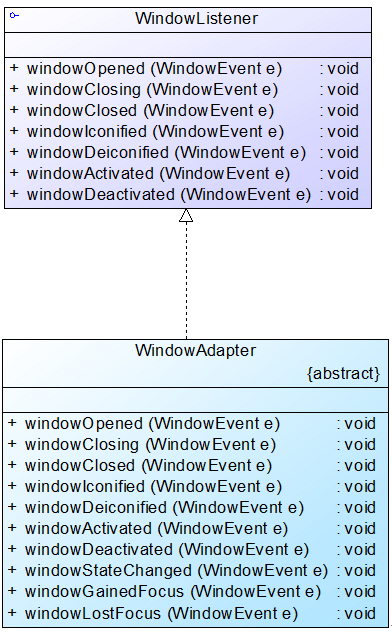 WindowListener
+ windowOpened (WindowEvent e) : void
+ windowClosing (WindowEvent e) : void
+ windowClosed (WindowEvent e) : void
+ windowIconified (WindowEvent e) : void
+ windowDeiconified (WindowEvent e) : void
+ windowActivated (WindowEvent e) : void
+ windowDeactivated (WindowEvent e) : void
WindowAdapter
{abstract}
+ windowOpened (WindowEvent e) : void
+ windowClosing (WindowEvent e) : void
+ windowClosed (WindowEvent e) : void
+ windowIconified (WindowEvent e) : void
+ windowDeiconified (WindowEvent e) : void
+ windowActivated (WindowEvent e) : void
+ windowDeactivated (WindowEvent e) : void
+ windowStateChanged (WindowEvent e) : void
+ windowGainedFocus (WindowEvent e) : void
+ windowLostFocus (WindowEvent e) : void